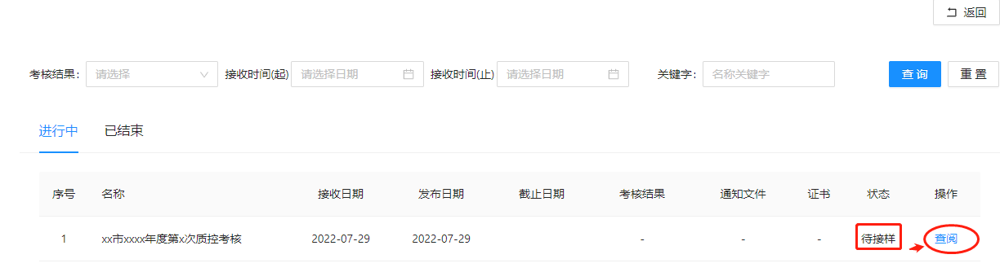 返回
考核结果: 请选择 接收时间(起) 请选择日期 接收时间(止) 请选择日期 关键字: 名称关键字 查 询 重 置
进行中 已结束
序号 名称 接收日期 发布日期 截止日期 考核结果 通知文件 证书 状态 操作
1 xx市xxxx年度第x次质控考核 2022-07-29 2022-07-29 - - - 待接样 查阅